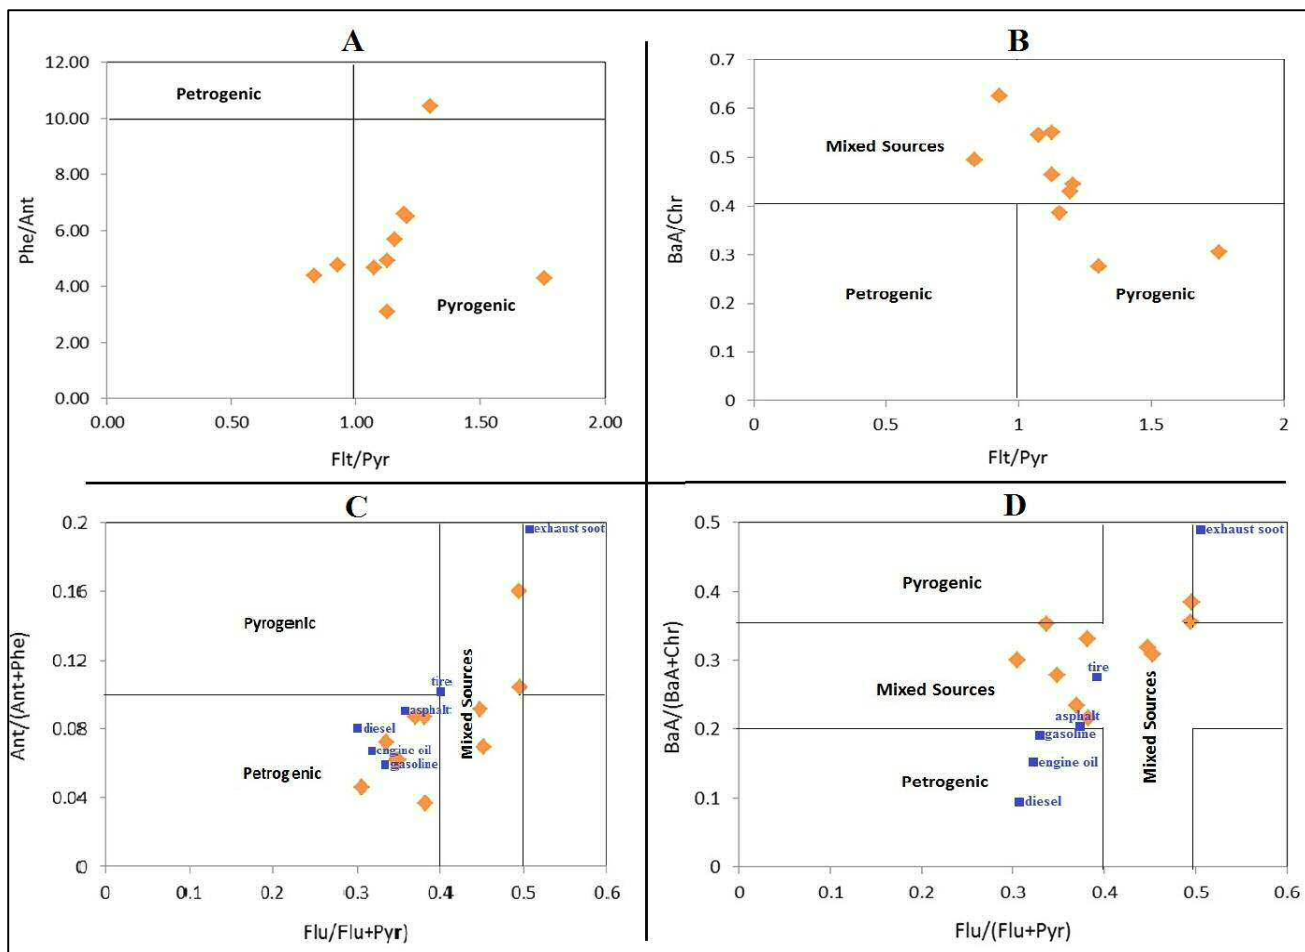 A
12.00
10.00
8.00
6.00
4.00
2.00
0.00
Phe/Ant
Petrogenic
Pyrogenic
0.00 0.50 1.00 1.50 2.00
Flt/Pyr
B
0.7
0.6
0.5
0.4
0.3
0.2
0.1
0
BaA/Chr
Mixed Sources
Petrogenic
Pyrogenic
0 0.5 1 1.5 2
Flt/Pyr
C
0.2
0.16
0.12
0.08
0.04
0
Ant/(Ant+Phe)
exhaust soot
Pyrogenic
Mixed Sources
tire
asphalt
diesel
engine oil
gasoline
Petrogenic
0 0.1 0.2 0.3 0.4 0.5 0.6
Flu/Flu+Pyr)
D
0.5
0.4
0.3
0.2
0.1
0
BaA/(BaA+Chr)
exhaust soot
Pyrogenic
tire
Mixed Sources
Mixed Sources
asphalt
gasoline
engine oil
Petrogenic
diesel
0 0.1 0.2 0.3 0.4 0.5 0.6
Flu/(Flu+Pyr)